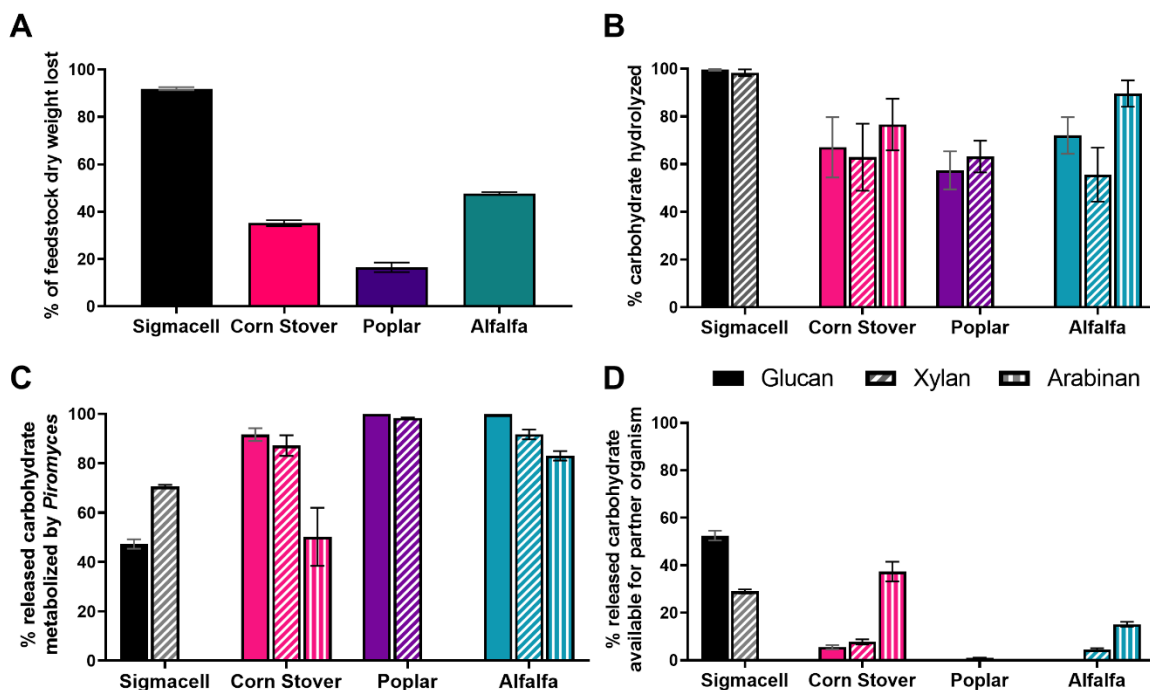 A
% of feedstock dry weight lost
100
80
60
40
20
0
Sigmacell Corn Stover Poplar Alfalfa
B
% carbohydrate hydrolyzed
100
80
60
40
20
0
Sigmacell Corn Stover Poplar Alfalfa
Glucan Xylan Arabinan
C
% released carbohydrate
metabolized by Piromyces
100
80
60
40
20
0
Sigmacell Corn Stover Poplar Alfalfa
D
% released carbohydrate
available for partner organism
100
80
60
40
20
0
Sigmacell Corn Stover Poplar Alfalfa